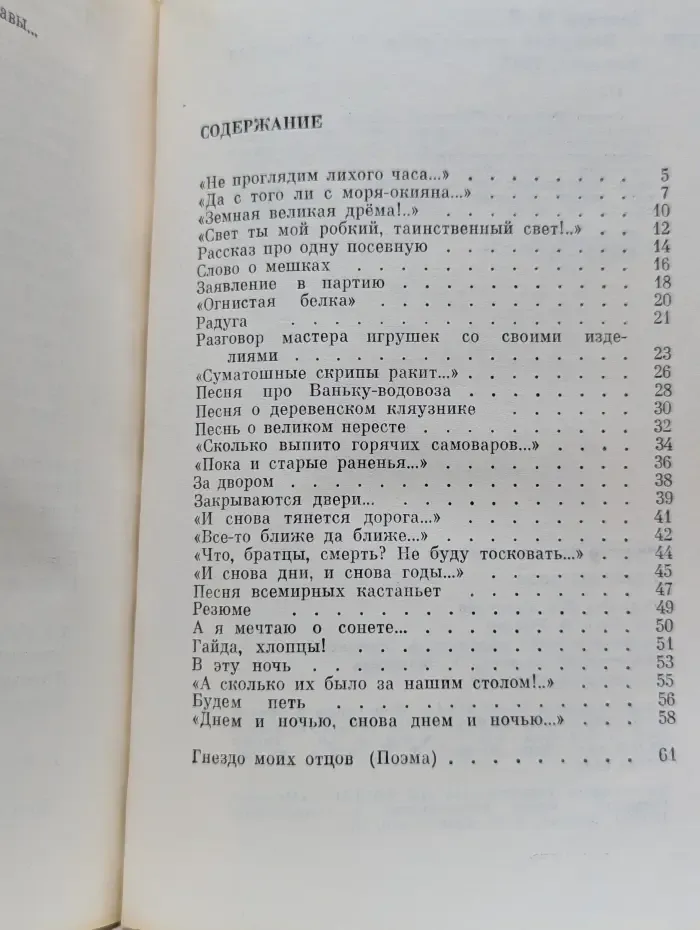 авы...
СОДЕРЖАНИЕ
«Не проглядим лихого часа...» . . . . . . . . 5
«Да с того ли с моря-окияна...» . . . . . . . 7
«Земная великая дрёма!..» . . . . . . . . . 10
«Свет ты мой робкий, таинственный свет!..» . . 12
Рассказ про одну посевную . . . . . . . . . 14
Слово о мешках . . . . . . . . . . . . 16
Заявление в партию . . . . . . . . . . . 18
«Огнистая белка» . . . . . . . . . . . 20
Радуга . . . . . . . . . . . . . . . 21
Разговор мастера игрушек со своими изде-
лиями . . . . . . . . . . . . . . . 23
«Суматошные скрипы ракит...» . . . . . . . . 26
Песня про Ваньку-водовоза . . . . . . . . . 28
Песня о деревенском кляузнике . . . . . . 30
Песнь о великом нересте . . . . . . . . . . 32
«Сколько выпито горячих самоваров...» . . . . 34
«Пока и старые раненья...» . . . . . . . . . 36
За двором . . . . . . . . . . . . . . 38
Закрываются двери... . . . . . . . . . . . 39
«И снова тянется дорога...» . . . . . . . . 41
«Все-то ближе да ближе...» . . . . . . . . . 42
«Что, братцы, смерть? Не буду тосковать...» . . 44
«И снова дни, и снова годы...» . . . . . . . 45
Песня всемирных кастаньет . . . . . . . . 47
Резюме . . . . . . . . . . . . . . 49
А я мечтаю о сонете... . . . . . . . . . . 50
Гайда, хлопцы! . . . . . . . . . . . . . 51
В эту ночь . . . . . . . . . . . . . . 53
«А сколько их было за нашим столом!..» . . . 55
Будем петь . . . . . . . . . . . . . 56
«Днем и ночью, снова днем и ночью...» . . . 58
Гнездо моих отцов (Поэма) . . . . . . . . . 61